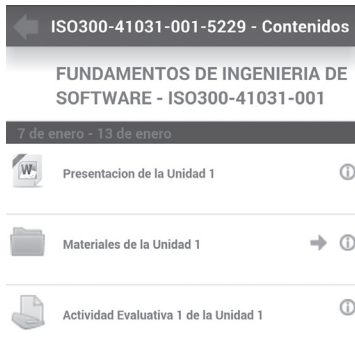 ISO300-41031-001-5229 - Contenidos
FUNDAMENTOS DE INGENIERIA DE
SOFTWARE - ISO300-41031-001
7 de enero - 13 de enero
W
Presentacion de la Unidad 1
Materiales de la Unidad 1
Actividad Evaluativa 1 de la Unidad 1